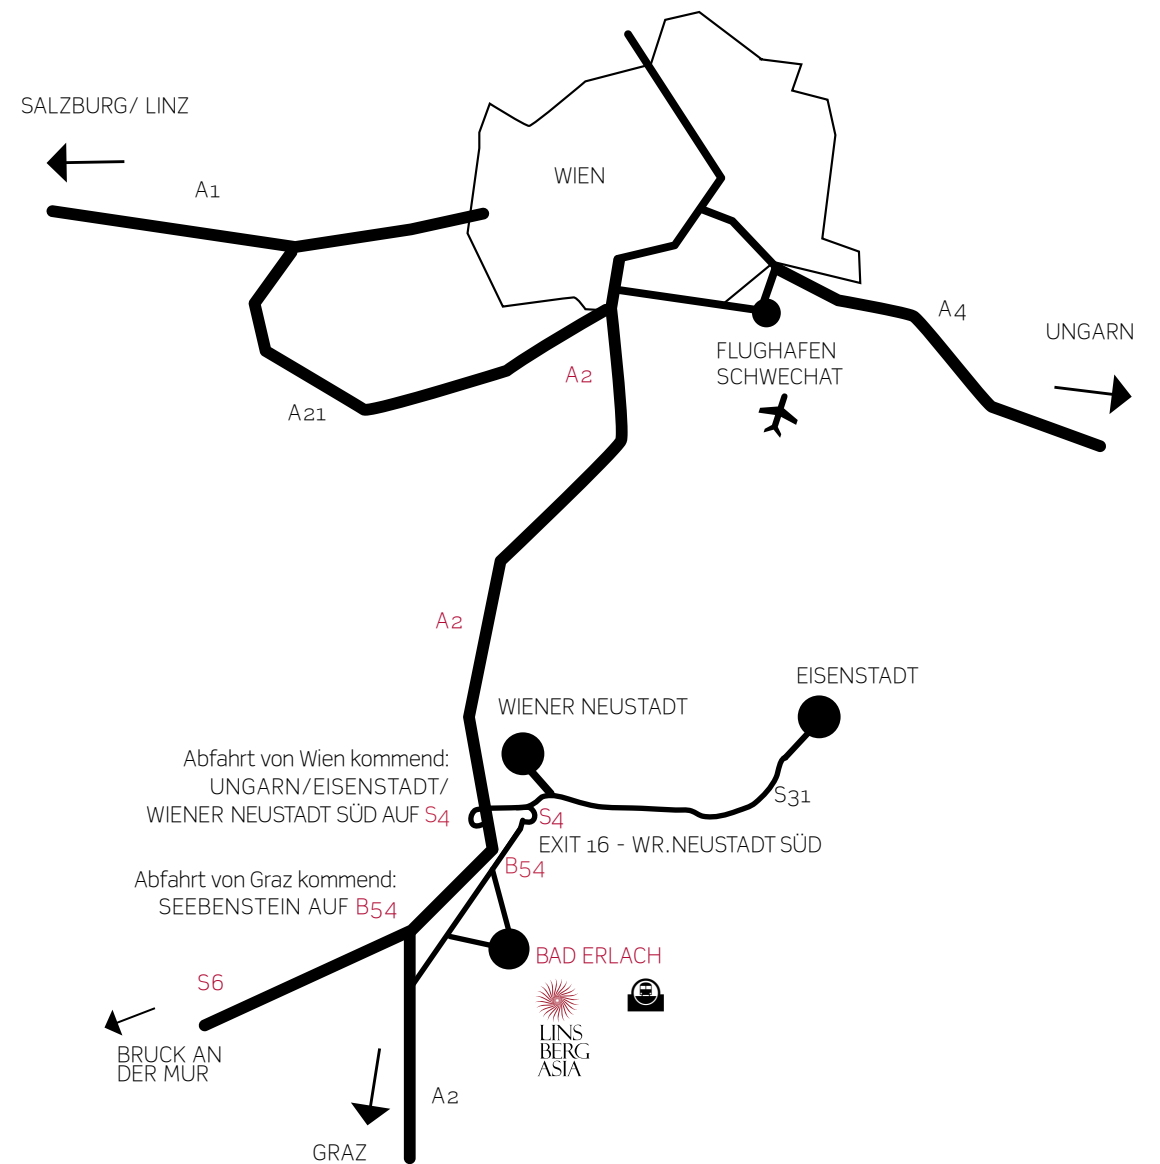 SALZBURG/ LINZ
A1
WIEN
A4
UNGARN
FLUGHAFEN
SCHWECHAT
A2
A21
A2
EISENSTADT
WIENER NEUSTADT
Abfahrt von Wien kommend:
UNGARN/EISENSTADT/
WIENER NEUSTADT SÜD AUF S4
S31
S4
EXIT 16 - WR.NEUSTADT SÜD
B54
Abfahrt von Graz kommend:
SEEBENSTEIN AUF B54
BAD ERLACH
S6
LINS
BERG
ASIA
BRUCK AN
DER MUR
A2
GRAZ